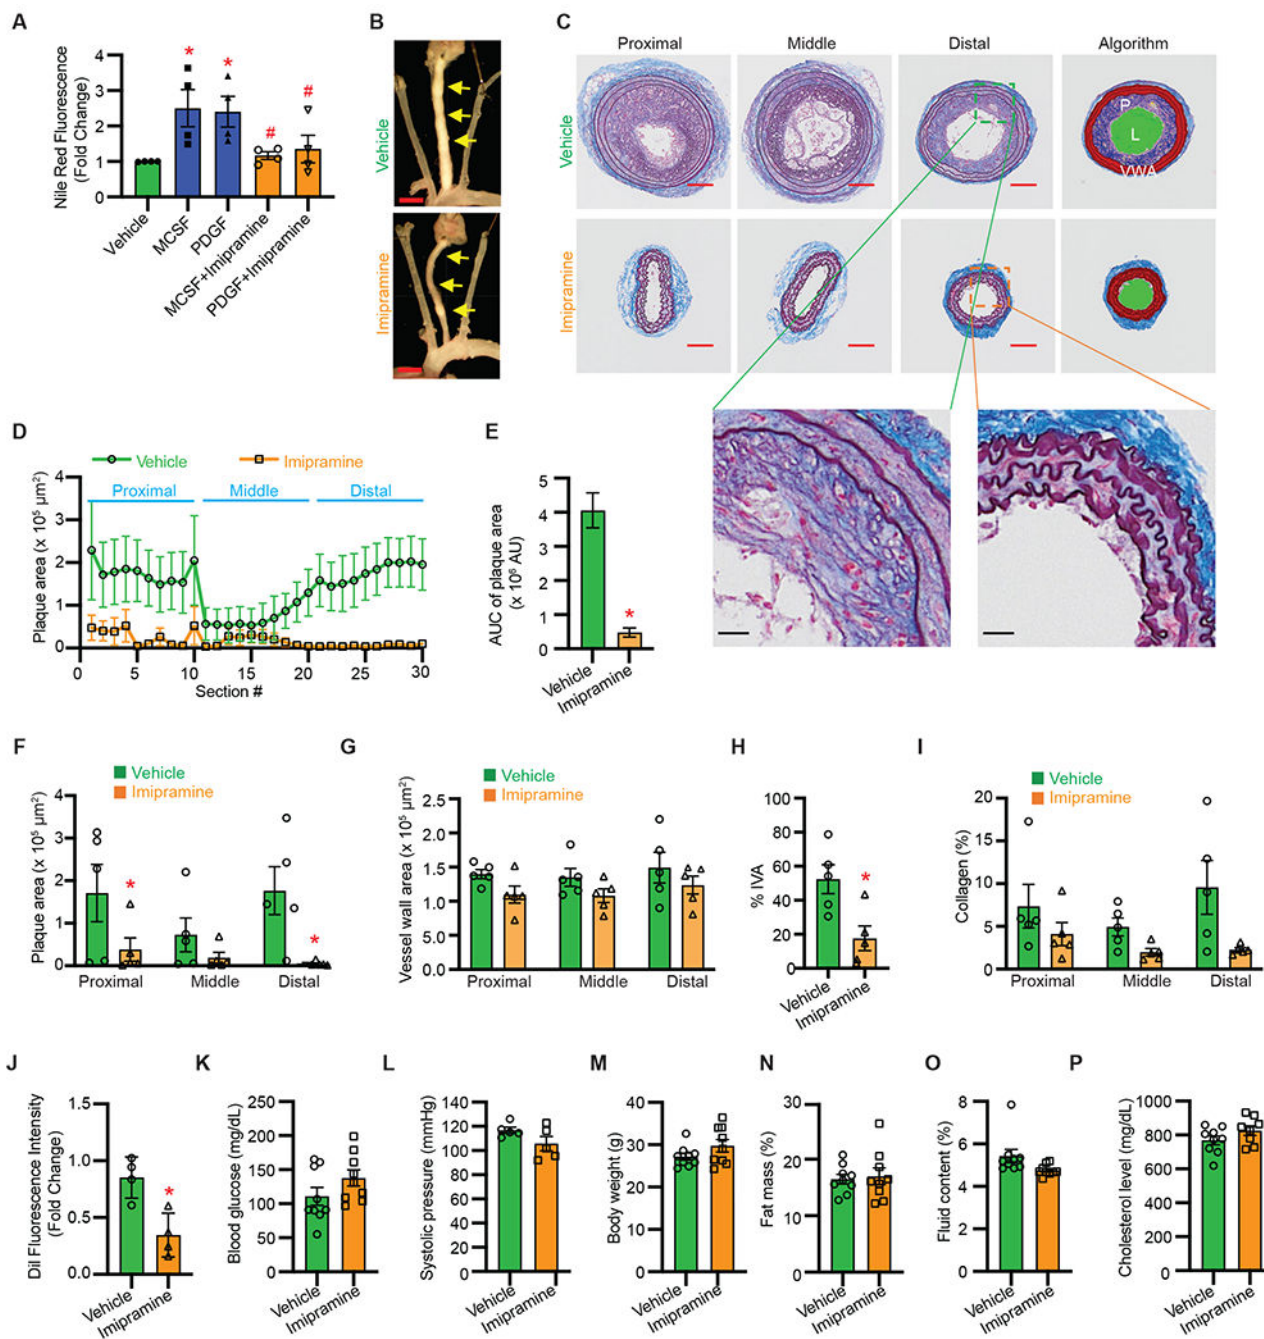 A
Nile Red Fluorescence
(Fold Change)
4
3
2
1
0
*
*
#
#
Vehicle
MCSF
PDGF
MCSF+Imipramine
PDGF+Imipramine
B
Vehicle
Imipramine
C
Proximal
Middle
Distal
Algorithm
Vehicle
Imipramine
P
L
VWA
D
Vehicle
Imipramine
Plaque area (x 10⁵ µm²)
4
3
2
1
0
Proximal
Middle
Distal
0
5
10
15
20
25
30
Section #
E
AUC of plaque area
(x 10⁶ AU)
5
4
3
2
1
0
*
Vehicle
Imipramine
F
Vehicle
Imipramine
Plaque area (x 10⁵ µm²)
4
3
2
1
0
*
*
Proximal
Middle
Distal
G
Vehicle
Imipramine
Vessel wall area (x 10⁵ µm²)
2.5
2.0
1.5
1.0
1.0
0.0
Proximal
Middle
Distal
H
% IVA
100
80
60
40
20
0
*
Vehicle
Imipramine
I
Vehicle
Imipramine
Collagen (%)
20
15
10
5
0
Proximal
Middle
Distal
J
DiI Fluorescence Intensity
(Fold Change)
1.5
1.0
0.5
0.0
*
Vehicle
Imipramine
K
Blood glucose (mg/dL)
250
200
150
100
50
0
Vehicle
Imipramine
L
Systolic pressure (mmHg)
140
120
100
80
60
40
20
0
Vehicle
Imipramine
M
Body weight (g)
40
30
20
10
0
Vehicle
Imipramine
N
Fat mass (%)
30
20
10
0
Vehicle
Imipramine
O
Fluid content (%)
8
6
4
2
0
Vehicle
Imipramine
P
Cholesterol level (mg/dL)
1000
800
600
400
200
0
Vehicle
Imipramine